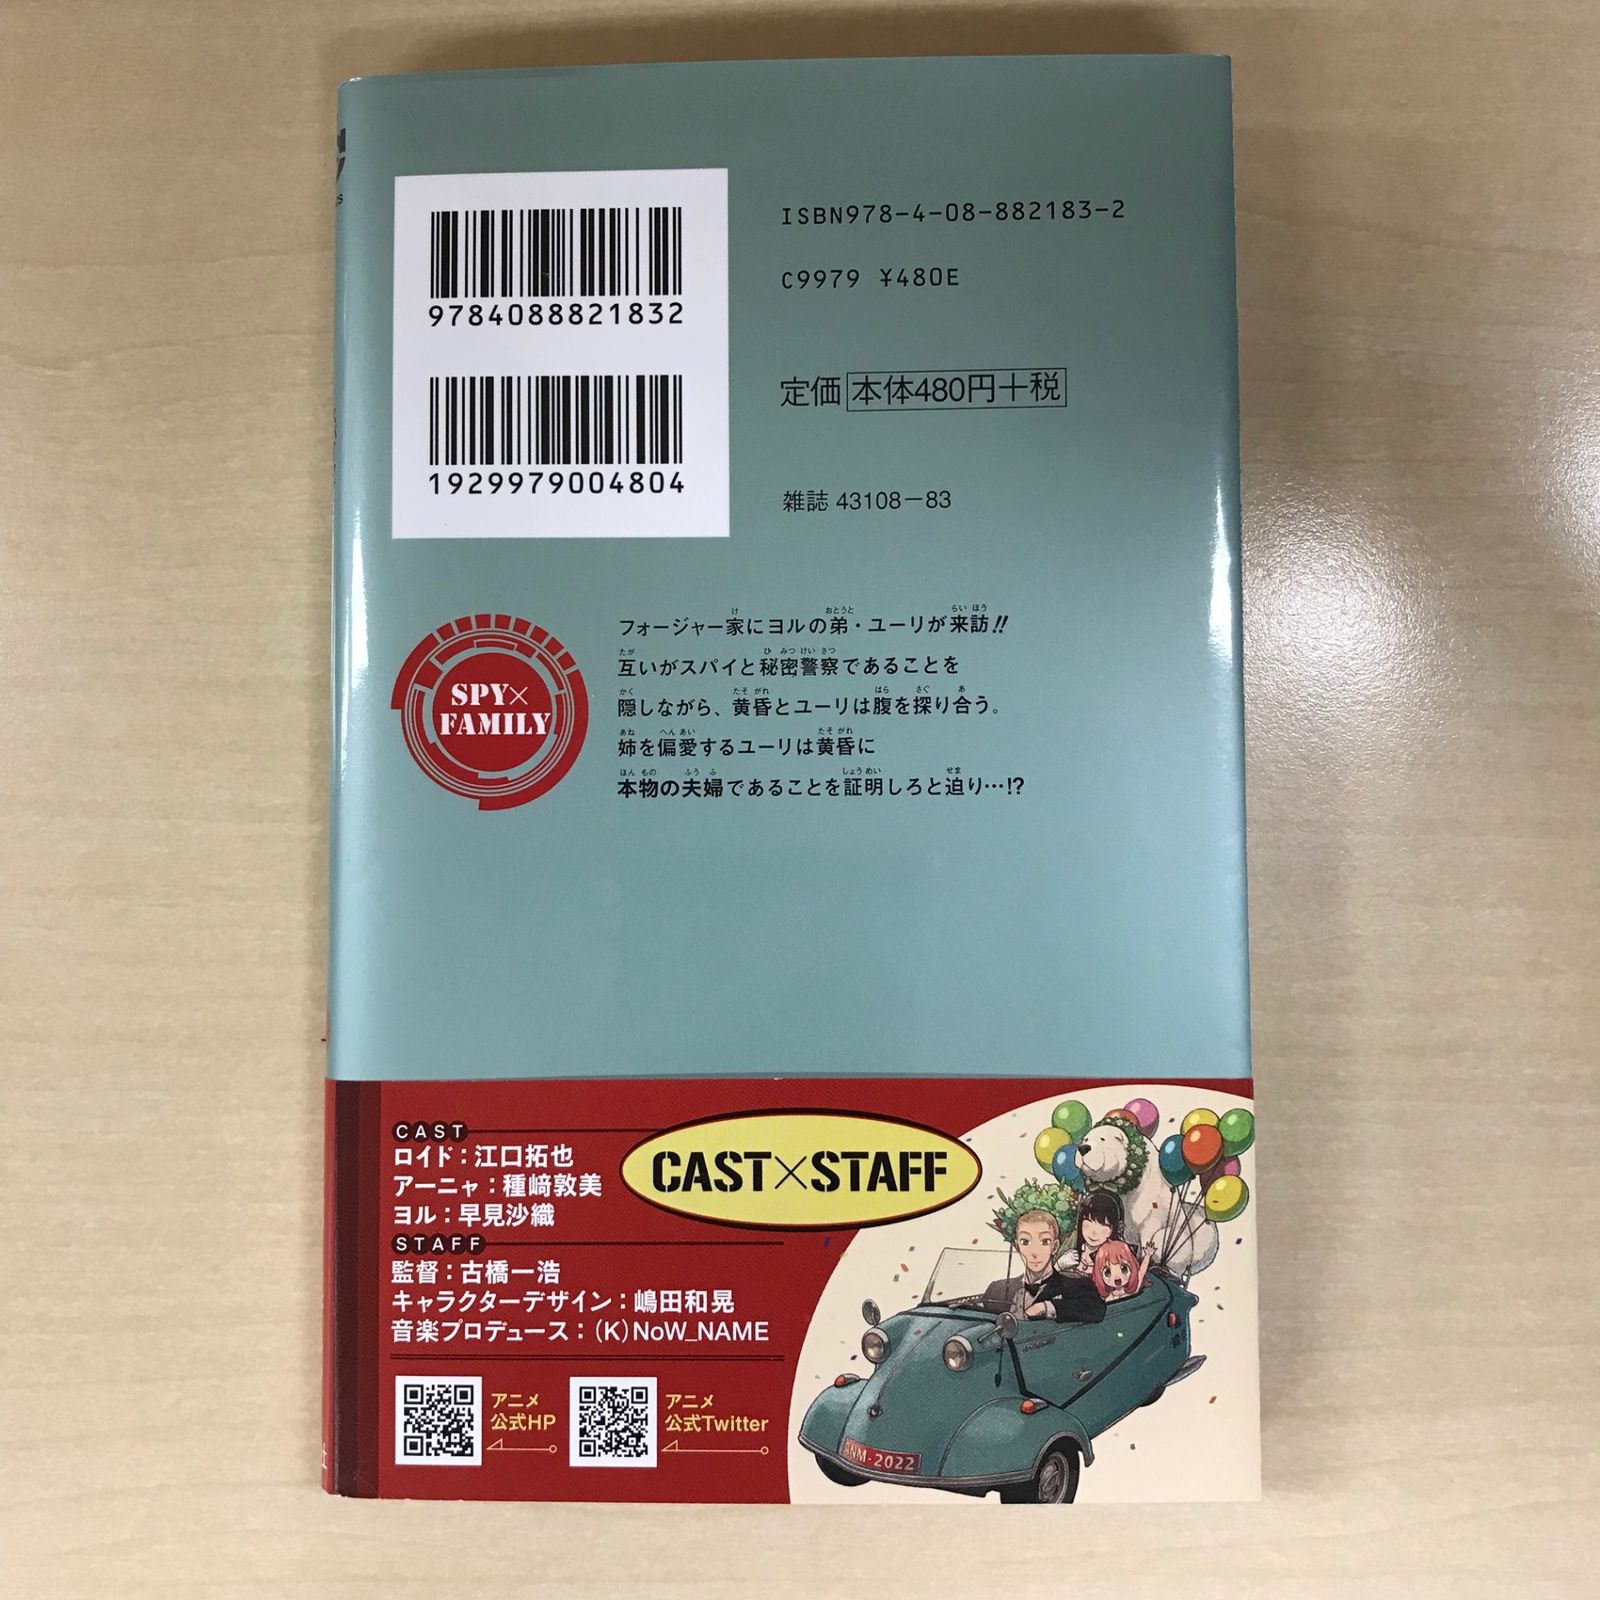 9784088821832
1929979004804
ISBN978-4-08-882183-2
C9979 ¥480E
定価 本体480円+税
雑誌 43108-83
SPY×
FAMILY
フォージャー家にヨルの弟・ユーリが来訪!!
互いがスパイと秘密警察であることを
隠しながら、黄昏とユーリは腹を探り合う。
姉を偏愛するユーリは黄昏に
本物の夫婦であることを証明しろと迫り…!?
CAST×STAFF
CAST
ロイド：江口拓也
アーニャ：種﨑敦美
ヨル：早見沙織
STAFF
監督：古橋一浩
キャラクターデザイン：嶋田和晃
音楽プロデュース：(K)NoW_NAME
アニメ
公式HP
アニメ
公式Twitter
ANM-2022